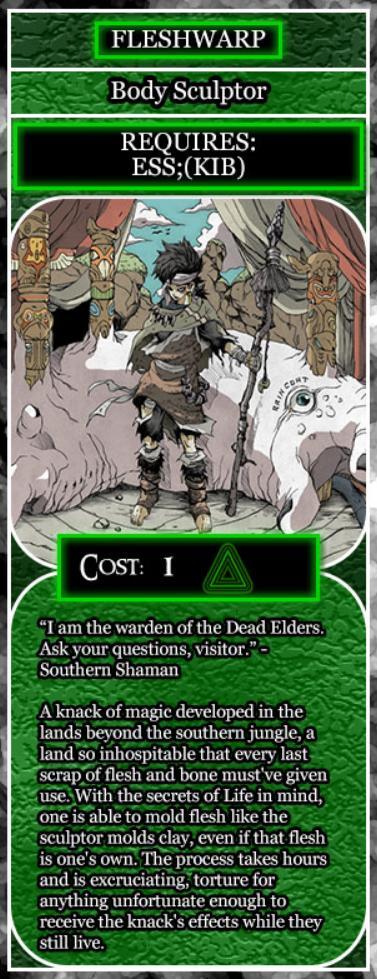 FLESHWARP
Body Sculptor
REQUIRES:
ESS;(KIB)
RAIN COAT
COST: 1
“I am the warden of the Dead Elders.
Ask your questions, visitor.” -
Southern Shaman
A knack of magic developed in the
lands beyond the southern jungle, a
land so inhospitable that every last
scrap of flesh and bone must've given
use. With the secrets of Life in mind,
one is able to mold flesh like the
sculptor molds clay, even if that flesh
is one's own. The process takes hours
and is excruciating, torture for
anything unfortunate enough to
receive the knack's effects while they
still live.